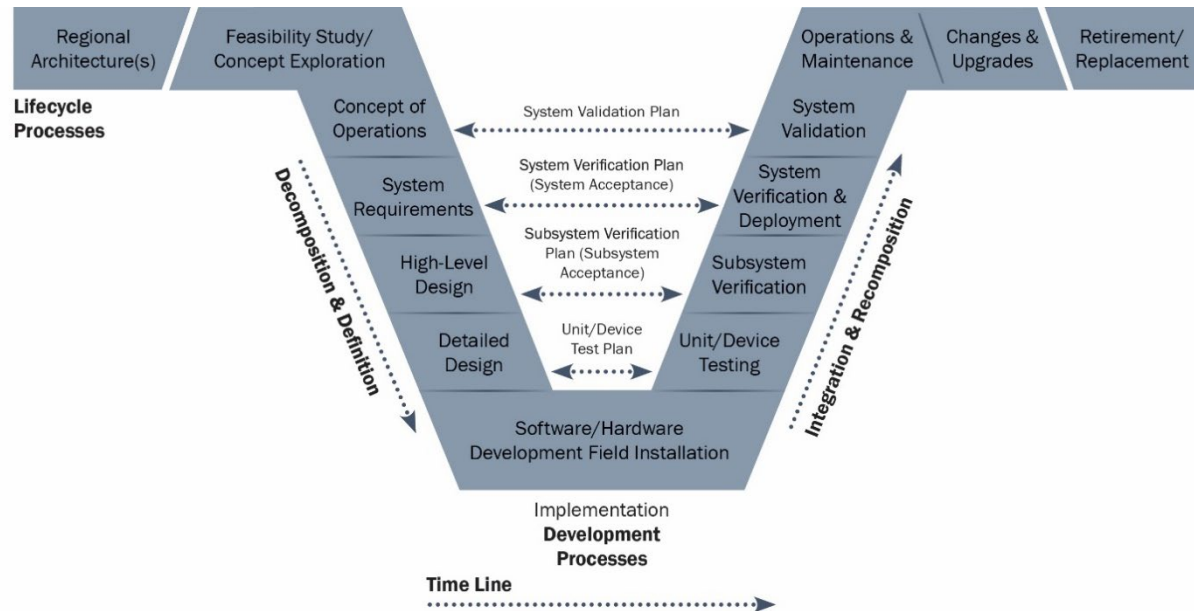 Regional
Architecture(s)
Feasibility Study/
Concept Exploration
Operations &
Maintenance
Changes &
Upgrades
Retirement/
Replacement
Lifecycle
Processes
Concept of
Operations
System Validation Plan
System
Validation
System
Requirements
System Verification Plan
(System Acceptance)
System
Verification &
Deployment
High-Level
Design
Subsystem Verification
Plan (Subsystem
Acceptance)
Subsystem
Verification
Detailed
Design
Unit/Device
Test Plan
Unit/Device
Testing
Decomposition & Definition
Integration & Recomposition
Software/Hardware
Development Field Installation
Implementation
Development
Processes
Time Line